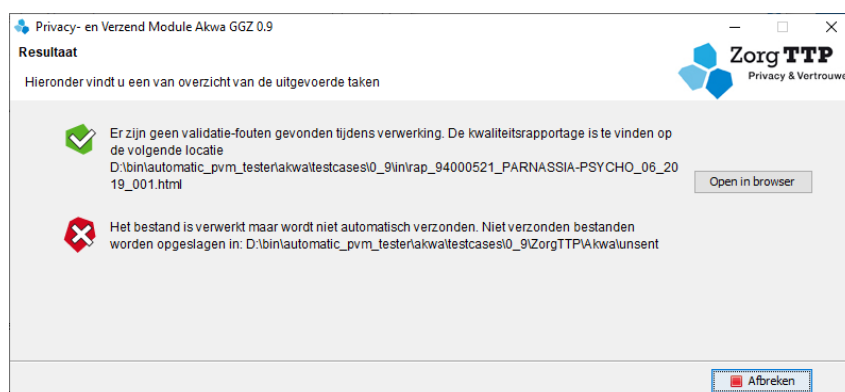 Privacy- en Verzend Module Akwa GGZ 0.9
Resultaat
Hieronder vindt u een van overzicht van de uitgevoerde taken
Zorg TTP
Privacy & Vertrouwe
Er zijn geen validatie-fouten gevonden tijdens verwerking. De kwaliteitsrapportage is te vinden op
de volgende locatie
D:\bin\automatic_pvm_tester\akwa\testcases\0_9\in\rap_94000521_PARNASSIA-PSYCHO_06_20
19_001.html
Open in browser
Het bestand is verwerkt maar wordt niet automatisch verzonden. Niet verzonden bestanden
worden opgeslagen in: D:\bin\automatic_pvm_tester\akwa\testcases\0_9\ZorgTTP\Akwa\unsent
Afbreken